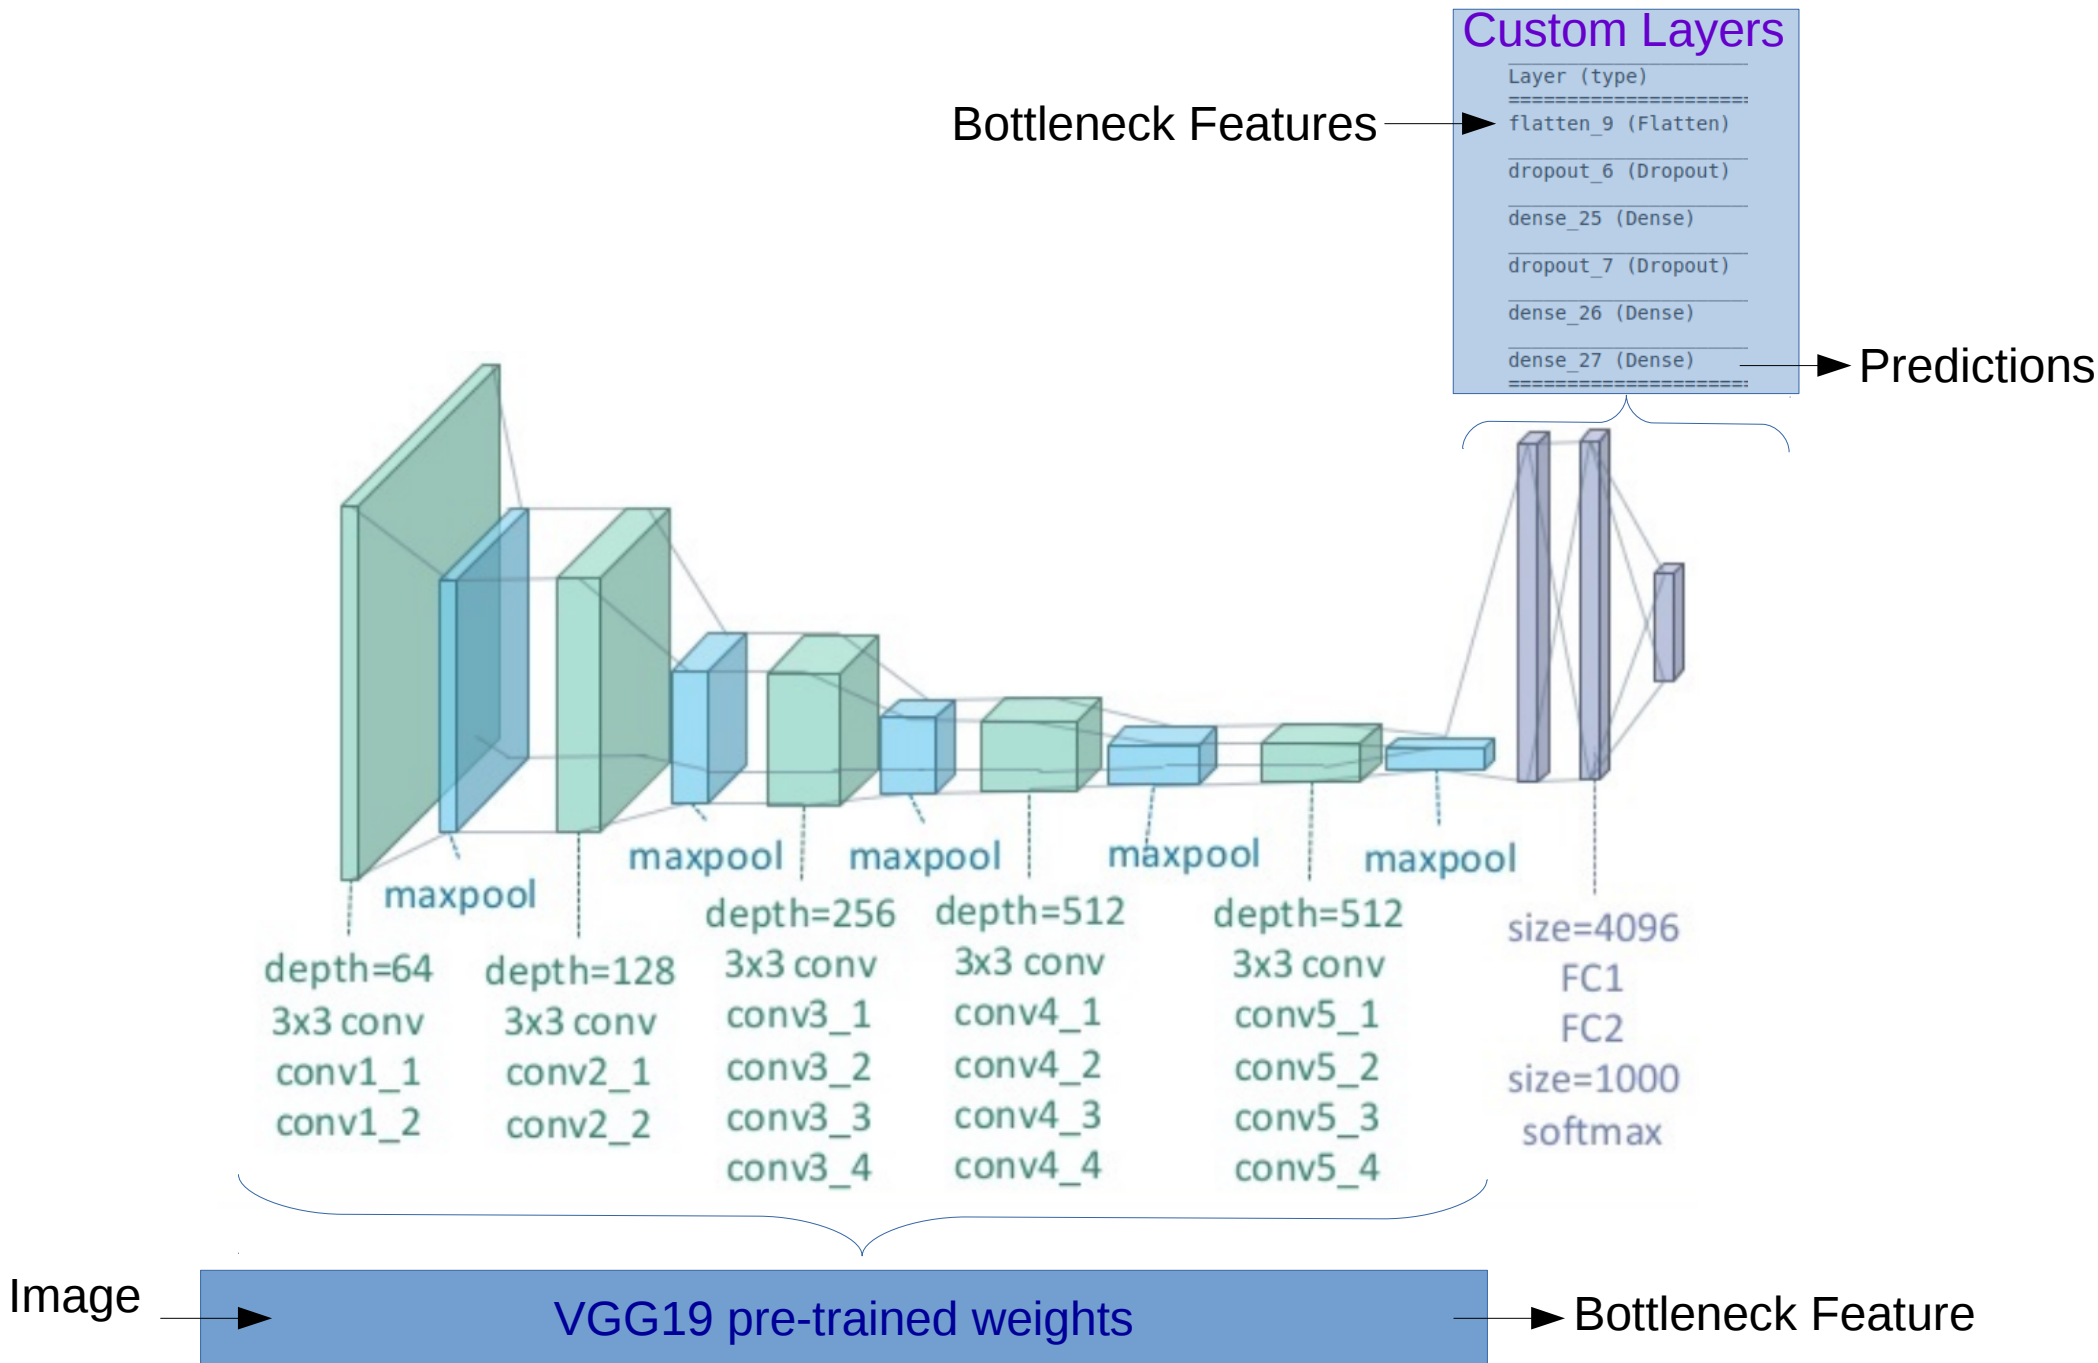 Custom Layers
Layer (type)
====================
Bottleneck Features
flatten_9 (Flatten)
dropout_6 (Dropout)
dense_25 (Dense)
dropout_7 (Dropout)
dense_26 (Dense)
dense_27 (Dense)
====================
Predictions
maxpool
maxpool
maxpool
maxpool
maxpool
depth=64
3x3 conv
conv1_1
conv1_2
depth=128
3x3 conv
conv2_1
conv2_2
depth=256
3x3 conv
conv3_1
conv3_2
conv3_3
conv3_4
depth=512
3x3 conv
conv4_1
conv4_2
conv4_3
conv4_4
depth=512
3x3 conv
conv5_1
conv5_2
conv5_3
conv5_4
size=4096
FC1
FC2
size=1000
softmax
Image
VGG19 pre-trained weights
Bottleneck Feature